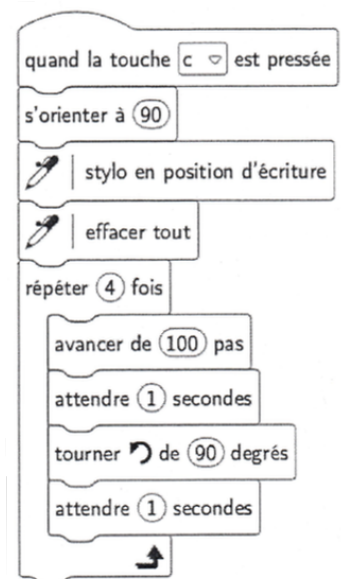 quand la touche c est pressée
s'orienter à 90
stylo en position d'écriture
effacer tout
répéter 4 fois
avancer de 100 pas
attendre 1 secondes
tourner de 90 degrés
attendre 1 secondes